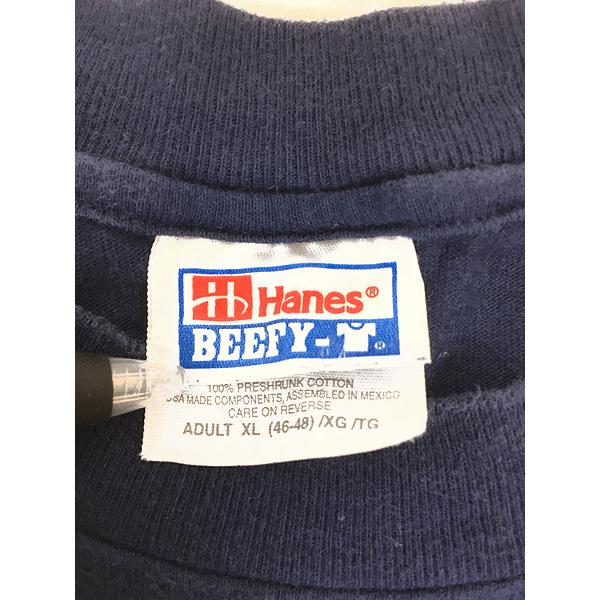 Hanes®
BEEFY-T®
100% PRESHRUNK COTTON
USA MADE COMPONENTS, ASSEMBLED IN MEXICO
CARE ON REVERSE
ADULT XL (46-48) /XG /TG